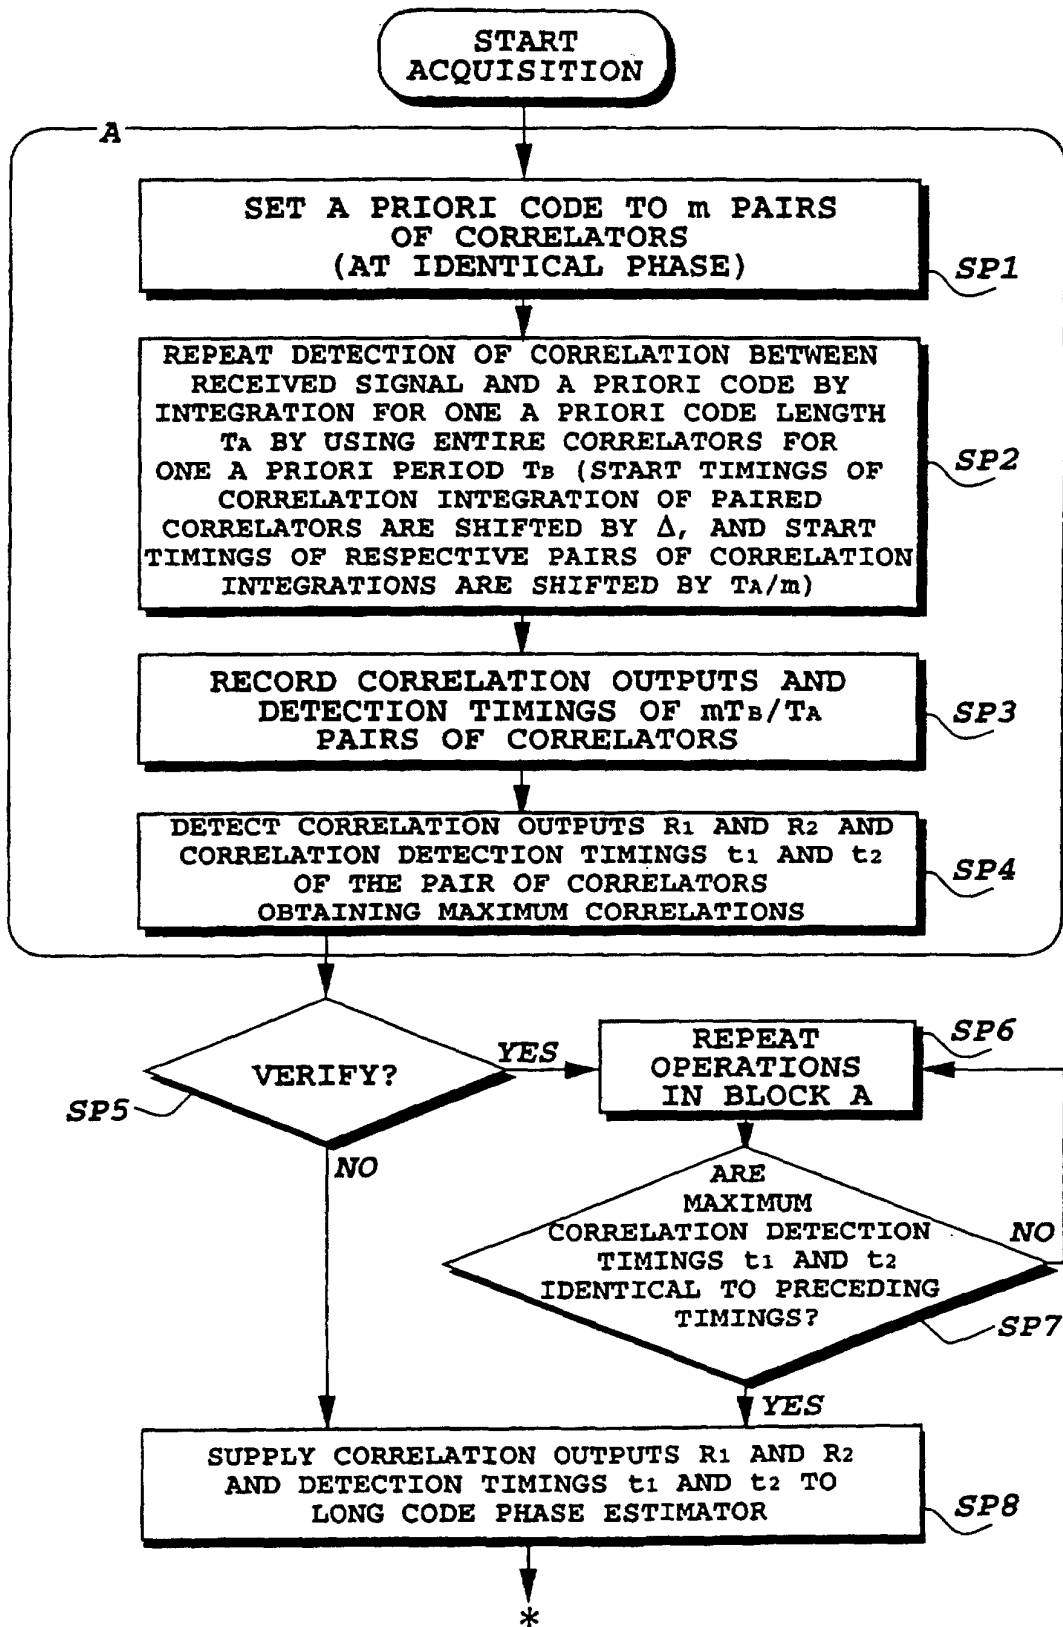 START
ACQUISITION
A
SET A PRIORI CODE TO m PAIRS
OF CORRELATORS
(AT IDENTICAL PHASE)
SP1
REPEAT DETECTION OF CORRELATION BETWEEN
RECEIVED SIGNAL AND A PRIORI CODE BY
INTEGRATION FOR ONE A PRIORI CODE LENGTH
TA BY USING ENTIRE CORRELATORS FOR
ONE A PRIORI PERIOD TB (START TIMINGS OF
CORRELATION INTEGRATION OF PAIRED
CORRELATORS ARE SHIFTED BY Δ, AND START
TIMINGS OF RESPECTIVE PAIRS OF CORRELATION
INTEGRATIONS ARE SHIFTED BY TA/m)
SP2
RECORD CORRELATION OUTPUTS AND
DETECTION TIMINGS OF mTB/TA
PAIRS OF CORRELATORS
SP3
DETECT CORRELATION OUTPUTS R1 AND R2 AND
CORRELATION DETECTION TIMINGS t1 AND t2
OF THE PAIR OF CORRELATORS
OBTAINING MAXIMUM CORRELATIONS
SP4
VERIFY?
SP5
YES
NO
REPEAT
OPERATIONS
IN BLOCK A
SP6
ARE
MAXIMUM
CORRELATION DETECTION
TIMINGS t1 AND t2
IDENTICAL TO PRECEDING
TIMINGS?
NO
SP7
YES
SUPPLY CORRELATION OUTPUTS R1 AND R2
AND DETECTION TIMINGS t1 AND t2 TO
LONG CODE PHASE ESTIMATOR
SP8
*